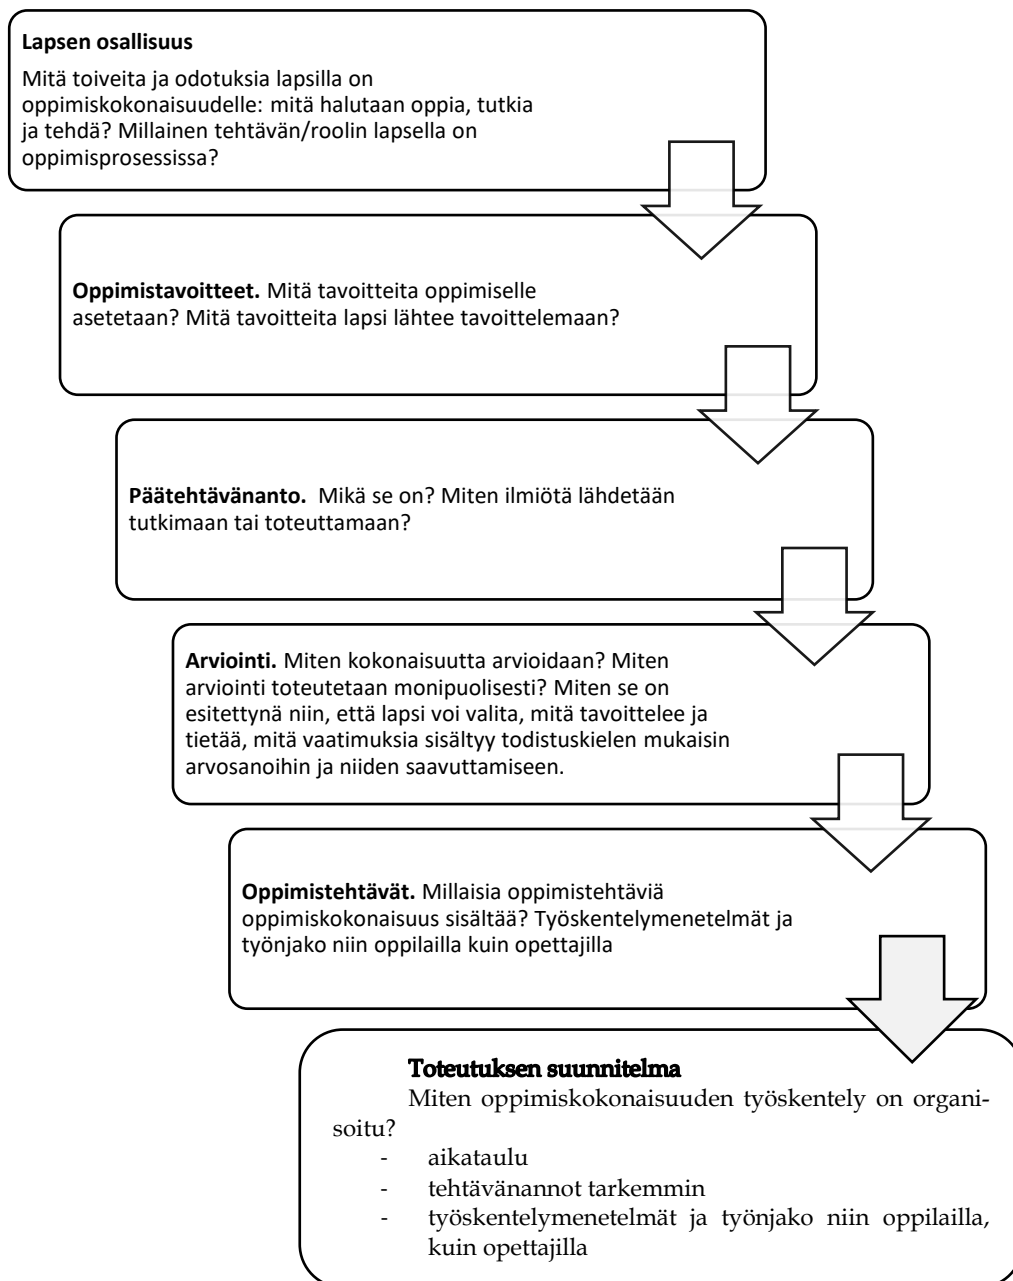 Lapsen osallisuus
Mitä toiveita ja odotuksia lapsilla on
oppimiskokonaisuudelle: mitä halutaan oppia, tutkia
ja tehdä? Millainen tehtävän/roolin lapsella on
oppimisprosessissa?
Oppimistavoitteet. Mitä tavoitteita oppimiselle
asetetaan? Mitä tavoitteita lapsi lähtee tavoittelemaan?
Päätehtävänanto. Mikä se on? Miten ilmiötä lähdetään
tutkimaan tai toteuttamaan?
Arviointi. Miten kokonaisuutta arvioidaan? Miten
arviointi toteutetaan monipuolisesti? Miten se on
esitettynä niin, että lapsi voi valita, mitä tavoittelee ja
tietää, mitä vaatimuksia sisältyy todistuskielen mukaisin
arvosanoihin ja niiden saavuttamiseen.
Oppimistehtävät. Millaisia oppimistehtäviä
oppimiskokonaisuus sisältää? Työskentelymenetelmät ja
työnjako niin oppilailla kuin opettajilla
Toteutuksen suunnitelma
Miten oppimiskokonaisuuden työskentely on organi-
soitu?
- aikataulu
- tehtävänannot tarkemmin
- työskentelymenetelmät ja työnjako niin oppilailla,
kuin opettajilla